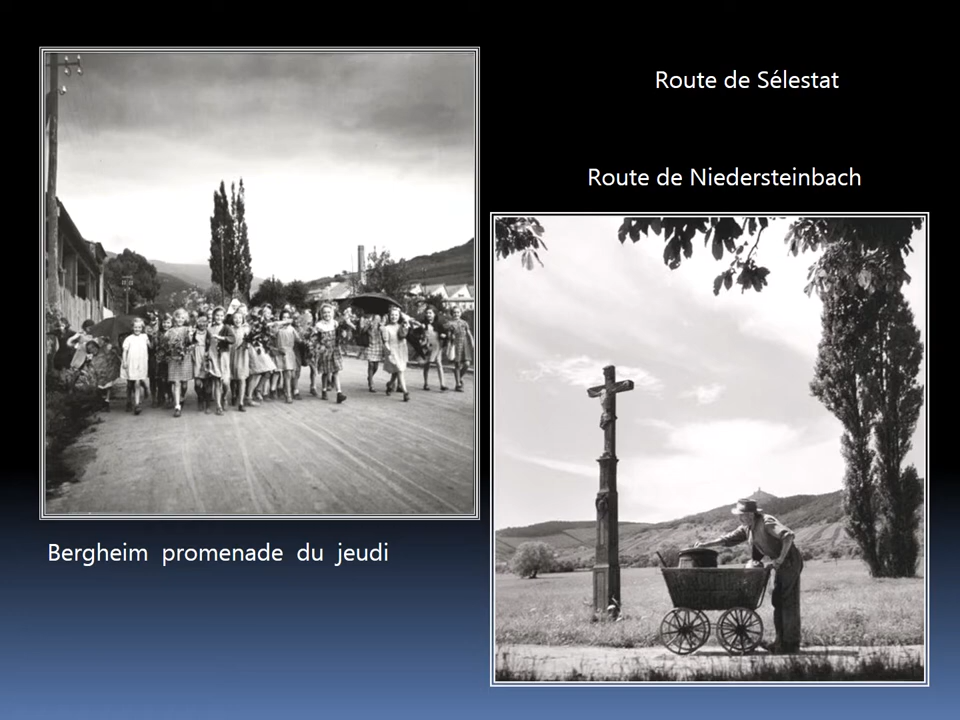 Route de Sélestat
Route de Niedersteinbach
Bergheim promenade du jeudi